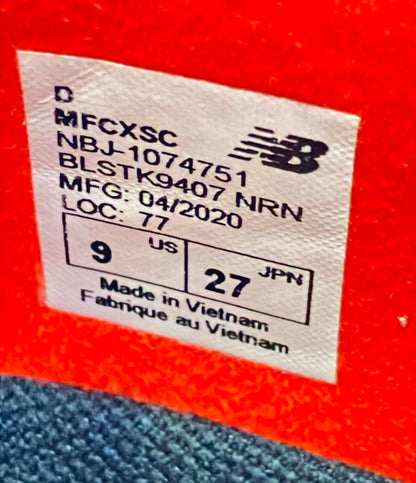 D
MFCXSC
NBJ-1074751
BLSTK9407 NRN
MFG: 04/2020
LOC: 77
9 US 27 JPN
Made in Vietnam
Fabrique au Vietnam